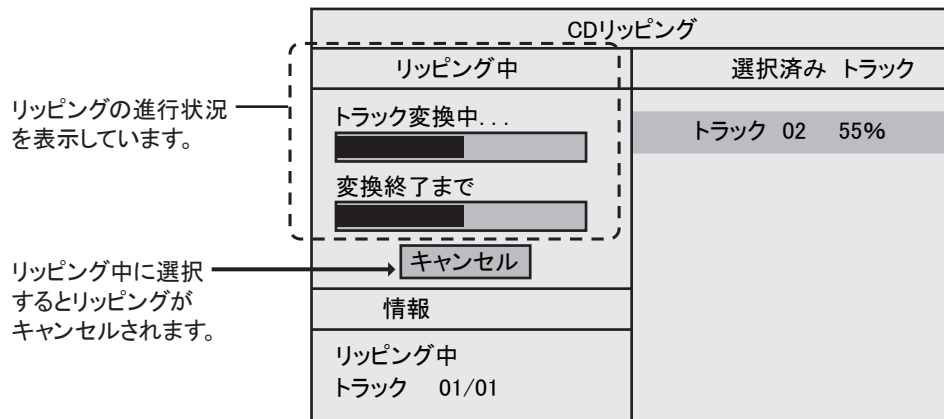 CDリッピング
リッピング中
選択済み トラック
リッピングの進行状況
を表示しています。
トラック変換中...
トラック 02 55%
変換終了まで
キャンセル
リッピング中に選択
するとリッピングが
キャンセルされます。
情報
リッピング中
トラック 01/01